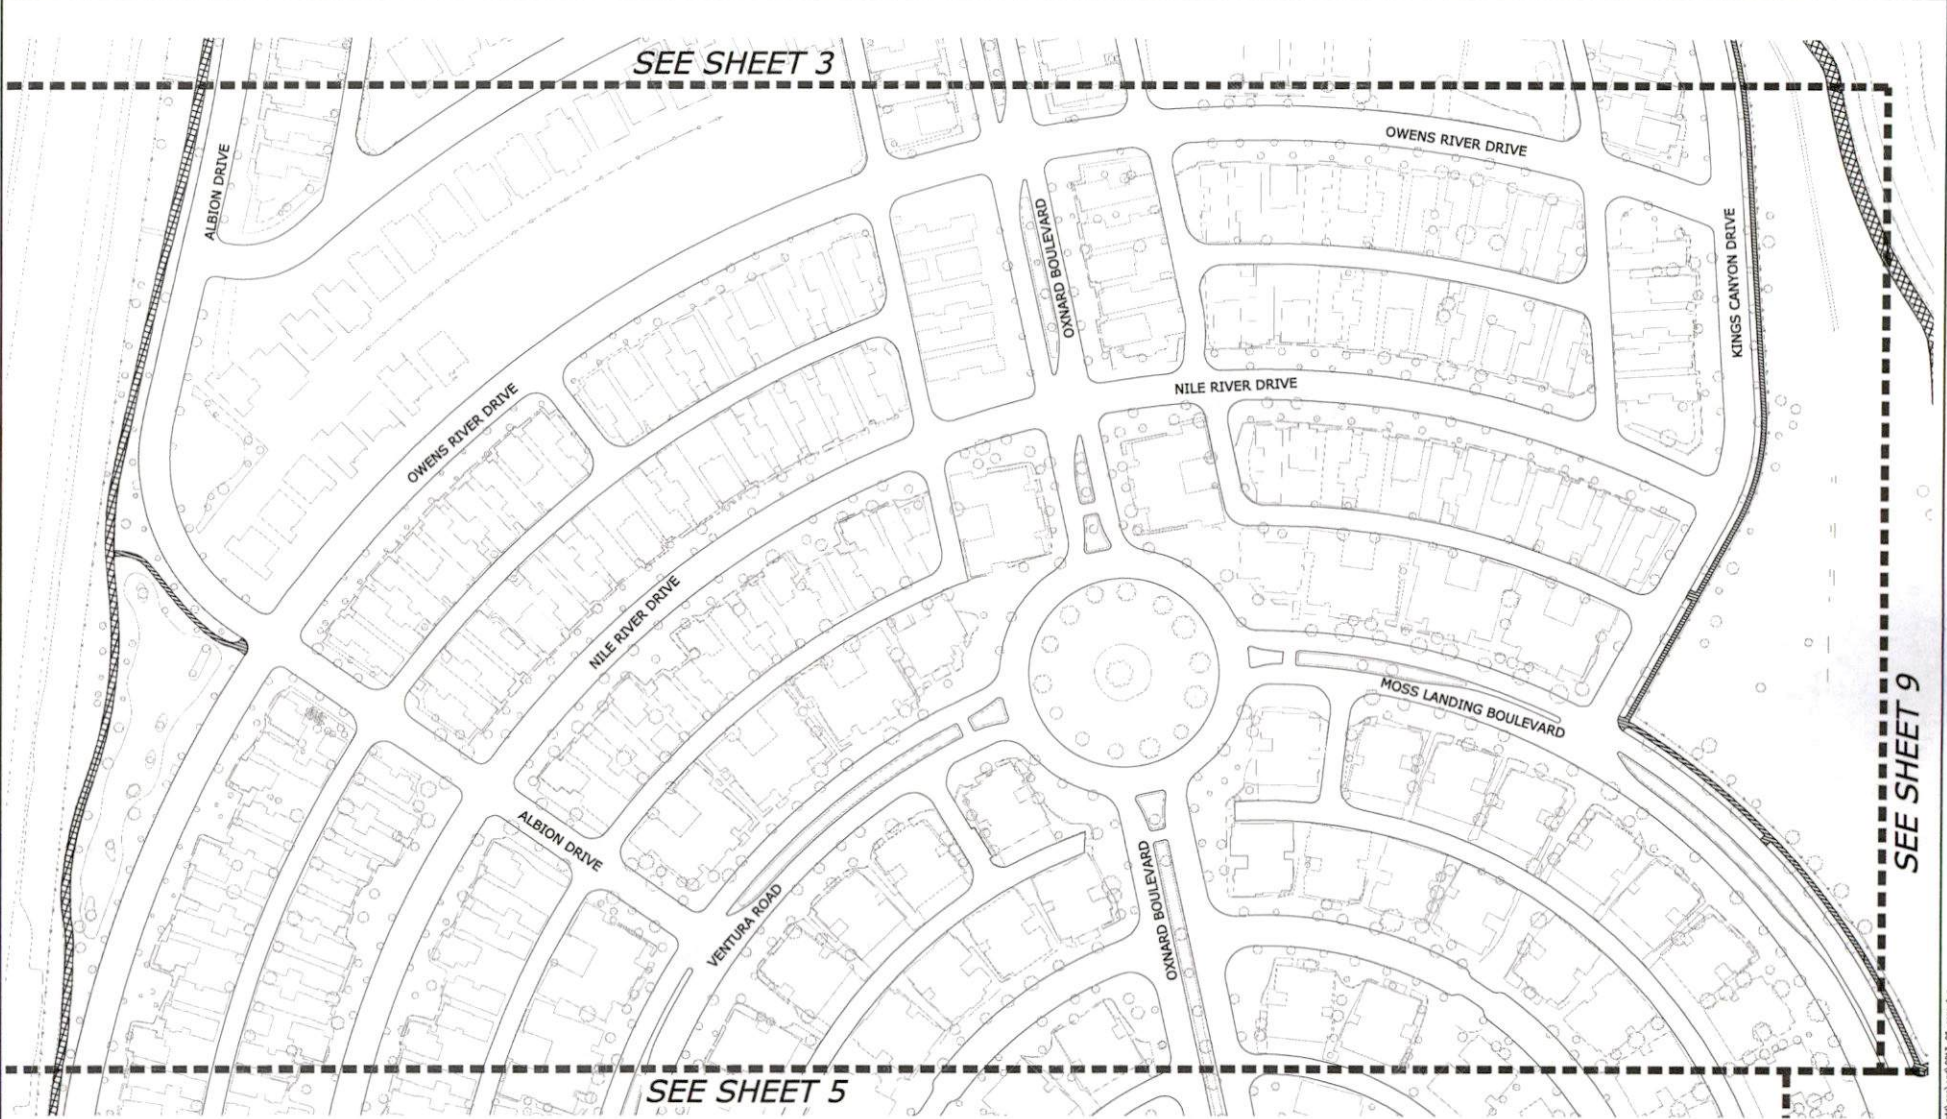 SEE SHEET 3
OWENS RIVER DRIVE
ALBION DRIVE
OXNARD BOULEVARD
KINGS CANYON DRIVE
NILE RIVER DRIVE
OWENS RIVER DRIVE
NILE RIVER DRIVE
MOSS LANDING BOULEVARD
SEE SHEET 9
ALBION DRIVE
VENTURA ROAD
OXNARD BOULEVARD
SEE SHEET 5